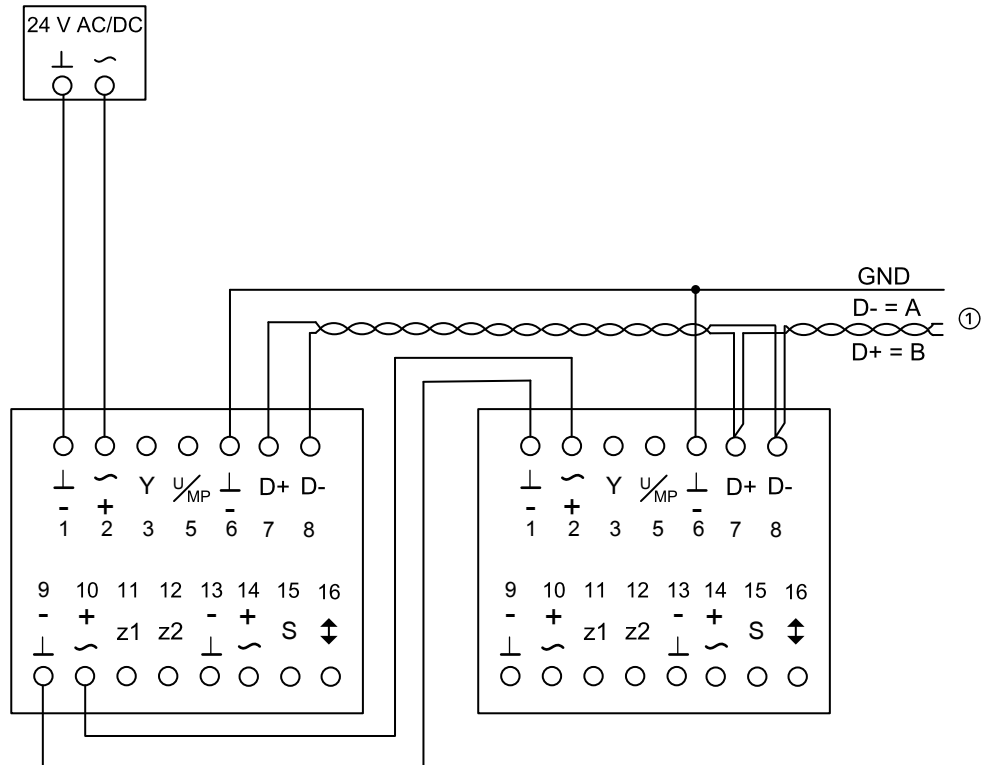 24 V AC/DC
⊥ ~
GND
D- = A
①
D+ = B
⊥ ~ Y U/MP ⊥ D+ D-
- + -
1 2 3 5 6 7 8
9 10 11 12 13 14 15 16
- + z1 z2 - + S ↕
⊥ ~ ⊥ ~
⊥ ~ Y U/MP ⊥ D+ D-
- + -
1 2 3 5 6 7 8
9 10 11 12 13 14 15 16
- + z1 z2 - + S ↕
⊥ ~ ⊥ ~